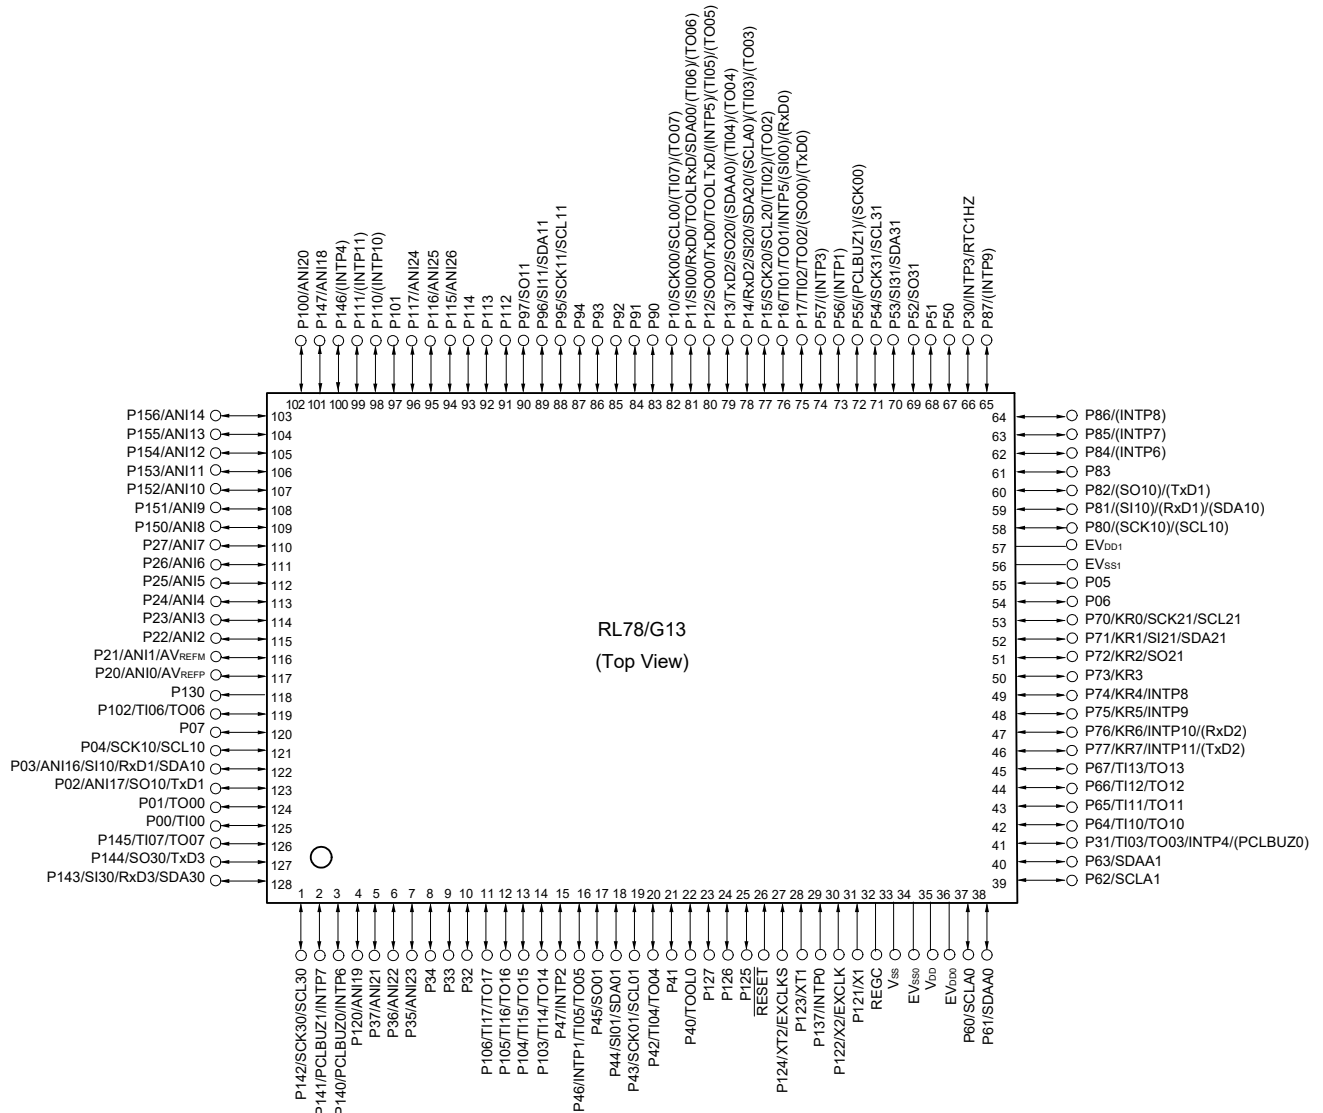 P100/ANI20
P147/ANI18
P146/(INTP4)
P111/(INTP11)
P110/(INTP10)
P101
P117/ANI24
P116/ANI25
P115/ANI26
P114
P113
P112
P97/SO11
P96/SI11/SDA11
P95/SCK11/SCL11
P94
P93
P92
P91
P90
P10/SCK00/SCL00/(TI07)/(TO07)
P11/SI00/RxD0/TOOLRxD/SDA00/(TI06)/(TO06)
P12/SO00/TxD0/TOOLTxD/(INTP5)/(TI05)/(TO05)
P13/TxD2/SO20/(SDAA0)/(TI04)/(TO04)
P14/RxD2/SI20/SDA20/(SCLA0)/(TI03)/(TO03)
P15/SCK20/SCL20/(TI02)/(TO02)
P16/TI01/TO01/INTP5/(SI00)/(RxD0)
P17/TI02/TO02/(SO00)/(TxD0)
P57/(INTP3)
P56/(INTP1)
P55/(PCLBUZ1)/(SCK00)
P54/SCK31/SCL31
P53/SI31/SDA31
P52/SO31
P51
P50
P30/INTP3/RTC1HZ
P87/(INTP9)
102 101 100 99 98 97 96 95 94 93 92 91 90 89 88 87 86 85 84 83 82 81 80 79 78 77 76 75 74 73 72 71 70 69 68 67 66 65
P156/ANI14 103
P155/ANI13 104
P154/ANI12 105
P153/ANI11 106
P152/ANI10 107
P151/ANI9 108
P150/ANI8 109
P27/ANI7 110
P26/ANI6 111
P25/ANI5 112
P24/ANI4 113
P23/ANI3 114
P22/ANI2 115
P21/ANI1/AVREFM 116
P20/ANI0/AVREFP 117
P130 118
P102/TI06/TO06 119
P07 120
P04/SCK10/SCL10 121
P03/ANI16/SI10/RxD1/SDA10 122
P02/ANI17/SO10/TxD1 123
P01/TO00 124
P00/TI00 125
P145/TI07/TO07 126
P144/SO30/TxD3 127
P143/SI30/RxD3/SDA30 128
RL78/G13
(Top View)
64 P86/(INTP8)
63 P85/(INTP7)
62 P84/(INTP6)
61 P83
60 P82/(SO10)/(TxD1)
59 P81/(SI10)/(RxD1)/(SDA10)
58 P80/(SCK10)/(SCL10)
57 EVDD1
56 EVSS1
55 P05
54 P06
53 P70/KR0/SCK21/SCL21
52 P71/KR1/SI21/SDA21
51 P72/KR2/SO21
50 P73/KR3
49 P74/KR4/INTP8
48 P75/KR5/INTP9
47 P76/KR6/INTP10/(RxD2)
46 P77/KR7/INTP11/(TxD2)
45 P67/TI13/TO13
44 P66/TI12/TO12
43 P65/TI11/TO11
42 P64/TI10/TO10
41 P31/TI03/TO03/INTP4/(PCLBUZ0)
40 P63/SDAA1
39 P62/SCLA1
1 2 3 4 5 6 7 8 9 10 11 12 13 14 15 16 17 18 19 20 21 22 23 24 25 26 27 28 29 30 31 32 33 34 35 36 37 38
P142/SCK30/SCL30
P141/PCLBUZ1/INTP7
P140/PCLBUZ0/INTP6
P120/ANI19
P37/ANI21
P36/ANI22
P35/ANI23
P34
P33
P32
P106/TI17/TO17
P105/TI16/TO16
P104/TI15/TO15
P103/TI14/TO14
P47/INTP2
P46/INTP1/TI05/TO05
P45/SO01
P44/SI01/SDA01
P43/SCK01/SCL01
P42/TI04/TO04
P41
P40/TOOL0
P127
P126
P125
RESET
P124/XT2/EXCLKS
P123/XT1
P137/INTP0
P122/X2/EXCLK
P121/X1
REGC
VSS
EVSS0
VDD
EVDD0
P60/SCLA0
P61/SDAA0